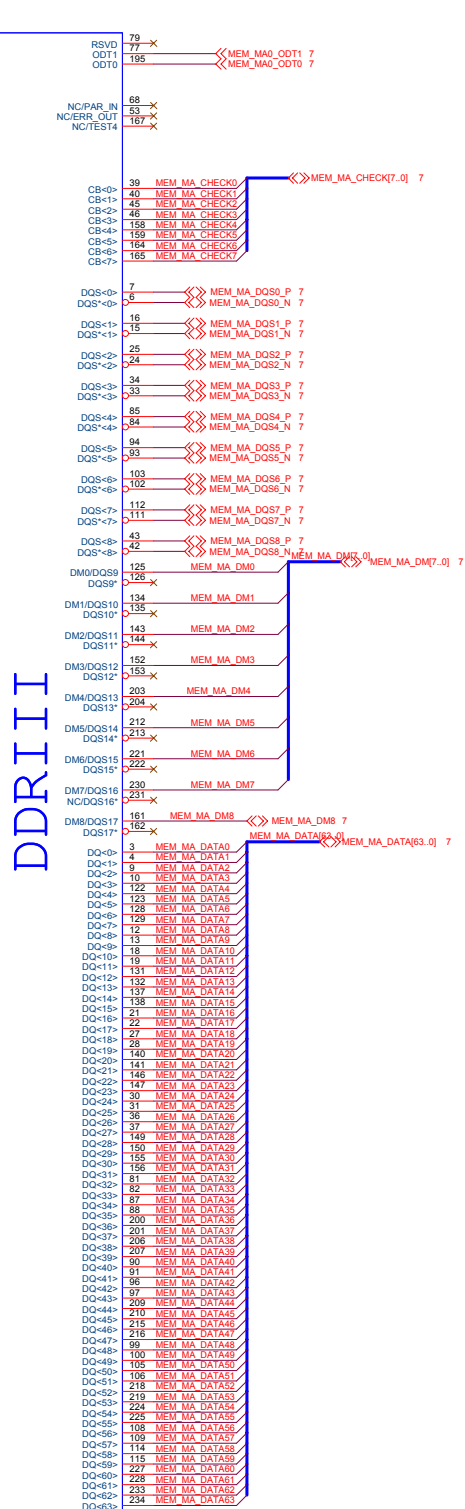 RSVD 79
ODT1 77 MEM_MA0_ODT1 7
ODT0 195 MEM_MA0_ODT0 7
NC/PAR_IN 68
NC/ERR_OUT 53
NC/TEST4 167
MEM_MA_CHECK[7..0] 7
CB<0> 39 MEM_MA_CHECK0
CB<1> 40 MEM_MA_CHECK1
CB<2> 45 MEM_MA_CHECK2
CB<3> 46 MEM_MA_CHECK3
CB<4> 158 MEM_MA_CHECK4
CB<5> 159 MEM_MA_CHECK5
CB<6> 164 MEM_MA_CHECK6
CB<7> 165 MEM_MA_CHECK7
DQS<0> 7 MEM_MA_DQS0_P 7
DQS*<0> 6 MEM_MA_DQS0_N 7
DQS<1> 16 MEM_MA_DQS1_P 7
DQS*<1> 15 MEM_MA_DQS1_N 7
DQS<2> 25 MEM_MA_DQS2_P 7
DQS*<2> 24 MEM_MA_DQS2_N 7
DQS<3> 34 MEM_MA_DQS3_P 7
DQS*<3> 33 MEM_MA_DQS3_N 7
DQS<4> 85 MEM_MA_DQS4_P 7
DQS*<4> 84 MEM_MA_DQS4_N 7
DQS<5> 94 MEM_MA_DQS5_P 7
DQS*<5> 93 MEM_MA_DQS5_N 7
DQS<6> 103 MEM_MA_DQS6_P 7
DQS*<6> 102 MEM_MA_DQS6_N 7
DQS<7> 112 MEM_MA_DQS7_P 7
DQS*<7> 111 MEM_MA_DQS7_N 7
DQS<8> 43 MEM_MA_DQS8_P 7
DQS*<8> 42 MEM_MA_DQS8_N 7
MEM_MA_DM[7..0] MEM_MA_DM[7..0] 7
DM0/DQS9 125 MEM_MA_DM0
DQS9* 126
DM1/DQS10 134 MEM_MA_DM1
DQS10* 135
DM2/DQS11 143 MEM_MA_DM2
DQS11* 144
DM3/DQS12 152 MEM_MA_DM3
DQS12* 153
DM4/DQS13 203 MEM_MA_DM4
DQS13* 204
DM5/DQS14 212 MEM_MA_DM5
DQS14* 213
DM6/DQS15 221 MEM_MA_DM6
DQS15* 222
DM7/DQS16 230 MEM_MA_DM7
NC/DQS16* 231
DM8/DQS17 161 MEM_MA_DM8 MEM_MA_DM8 7
DQS17* 162
DDRIII
MEM_MA_DATA[63..0] MEM_MA_DATA[63..0] 7
DQ<0> 3 MEM_MA_DATA0
DQ<1> 4 MEM_MA_DATA1
DQ<2> 9 MEM_MA_DATA2
DQ<3> 10 MEM_MA_DATA3
DQ<4> 122 MEM_MA_DATA4
DQ<5> 123 MEM_MA_DATA5
DQ<6> 128 MEM_MA_DATA6
DQ<7> 129 MEM_MA_DATA7
DQ<8> 12 MEM_MA_DATA8
DQ<9> 13 MEM_MA_DATA9
DQ<10> 18 MEM_MA_DATA10
DQ<11> 19 MEM_MA_DATA11
DQ<12> 131 MEM_MA_DATA12
DQ<13> 132 MEM_MA_DATA13
DQ<14> 137 MEM_MA_DATA14
DQ<15> 138 MEM_MA_DATA15
DQ<16> 21 MEM_MA_DATA16
DQ<17> 22 MEM_MA_DATA17
DQ<18> 27 MEM_MA_DATA18
DQ<19> 28 MEM_MA_DATA19
DQ<20> 140 MEM_MA_DATA20
DQ<21> 141 MEM_MA_DATA21
DQ<22> 146 MEM_MA_DATA22
DQ<23> 147 MEM_MA_DATA23
DQ<24> 30 MEM_MA_DATA24
DQ<25> 31 MEM_MA_DATA25
DQ<26> 36 MEM_MA_DATA26
DQ<27> 37 MEM_MA_DATA27
DQ<28> 149 MEM_MA_DATA28
DQ<29> 150 MEM_MA_DATA29
DQ<30> 155 MEM_MA_DATA30
DQ<31> 156 MEM_MA_DATA31
DQ<32> 81 MEM_MA_DATA32
DQ<33> 82 MEM_MA_DATA33
DQ<34> 87 MEM_MA_DATA34
DQ<35> 88 MEM_MA_DATA35
DQ<36> 200 MEM_MA_DATA36
DQ<37> 201 MEM_MA_DATA37
DQ<38> 206 MEM_MA_DATA38
DQ<39> 207 MEM_MA_DATA39
DQ<40> 90 MEM_MA_DATA40
DQ<41> 91 MEM_MA_DATA41
DQ<42> 96 MEM_MA_DATA42
DQ<43> 97 MEM_MA_DATA43
DQ<44> 209 MEM_MA_DATA44
DQ<45> 210 MEM_MA_DATA45
DQ<46> 215 MEM_MA_DATA46
DQ<47> 216 MEM_MA_DATA47
DQ<48> 99 MEM_MA_DATA48
DQ<49> 100 MEM_MA_DATA49
DQ<50> 105 MEM_MA_DATA50
DQ<51> 106 MEM_MA_DATA51
DQ<52> 218 MEM_MA_DATA52
DQ<53> 219 MEM_MA_DATA53
DQ<54> 224 MEM_MA_DATA54
DQ<55> 225 MEM_MA_DATA55
DQ<56> 108 MEM_MA_DATA56
DQ<57> 109 MEM_MA_DATA57
DQ<58> 114 MEM_MA_DATA58
DQ<59> 115 MEM_MA_DATA59
DQ<60> 227 MEM_MA_DATA60
DQ<61> 228 MEM_MA_DATA61
DQ<62> 233 MEM_MA_DATA62
DQ<63> 234 MEM_MA_DATA63